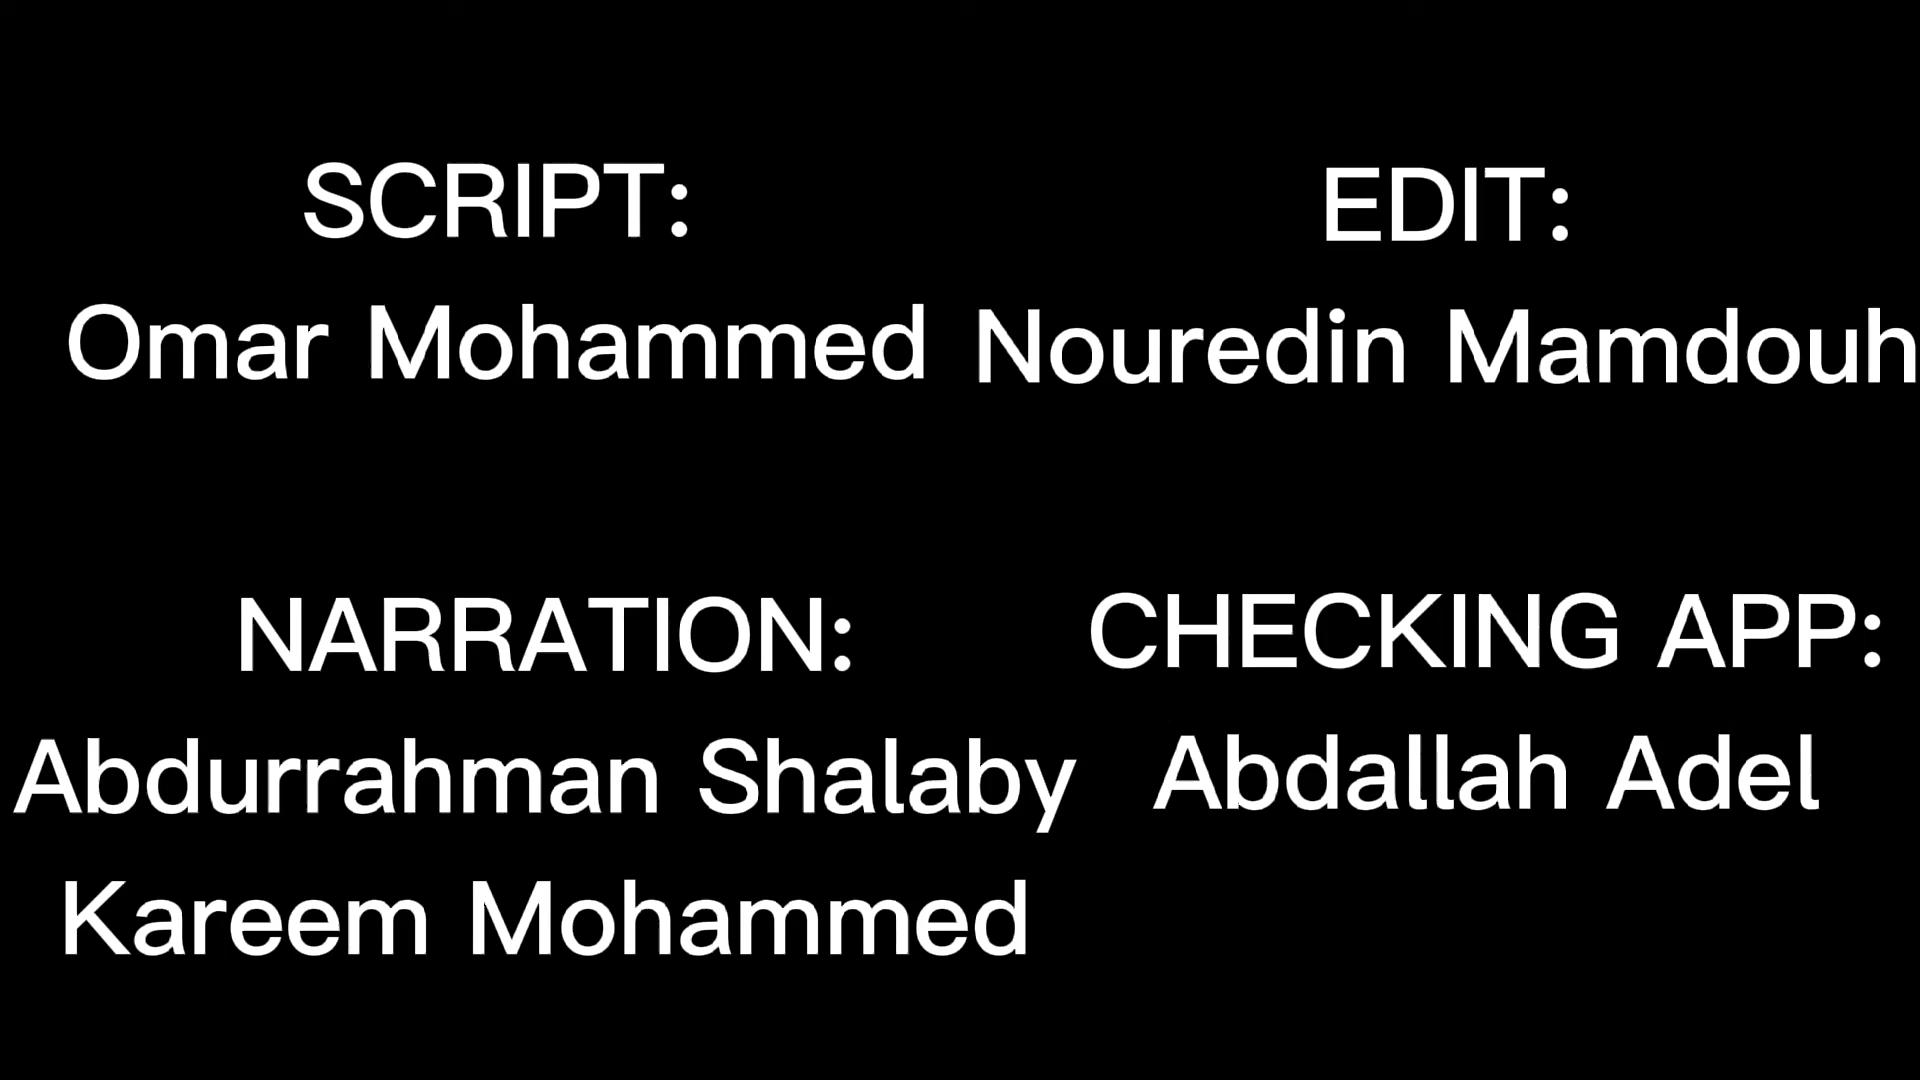 SCRIPT:
Omar Mohammed
EDIT:
Nouredin Mamdouh
NARRATION:
Abdurrahman Shalaby
Kareem Mohammed
CHECKING APP:
Abdallah Adel